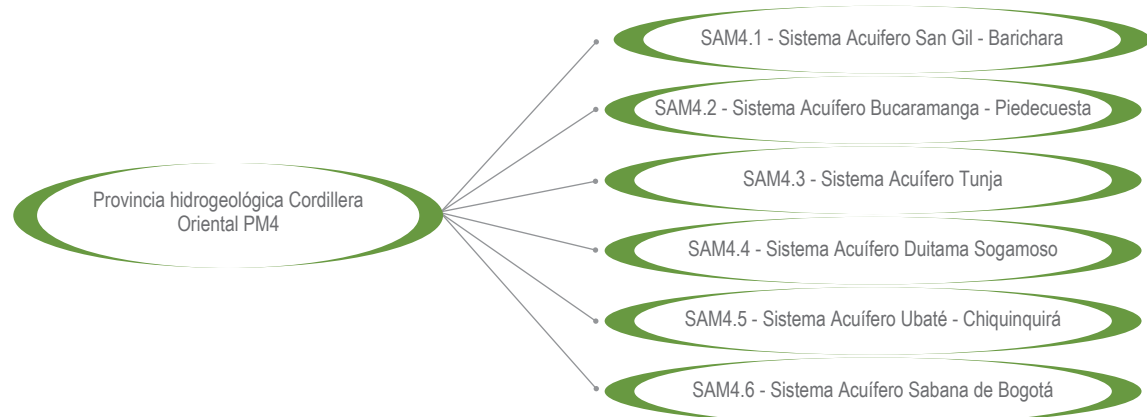 Provincia hidrogeológica Cordillera
Oriental PM4
SAM4.1 - Sistema Acuifero San Gil - Barichara
SAM4.2 - Sistema Acuífero Bucaramanga - Piedecuesta
SAM4.3 - Sistema Acuífero Tunja
SAM4.4 - Sistema Acuífero Duitama Sogamoso
SAM4.5 - Sistema Acuífero Ubaté - Chiquinquirá
SAM4.6 - Sistema Acuífero Sabana de Bogotá